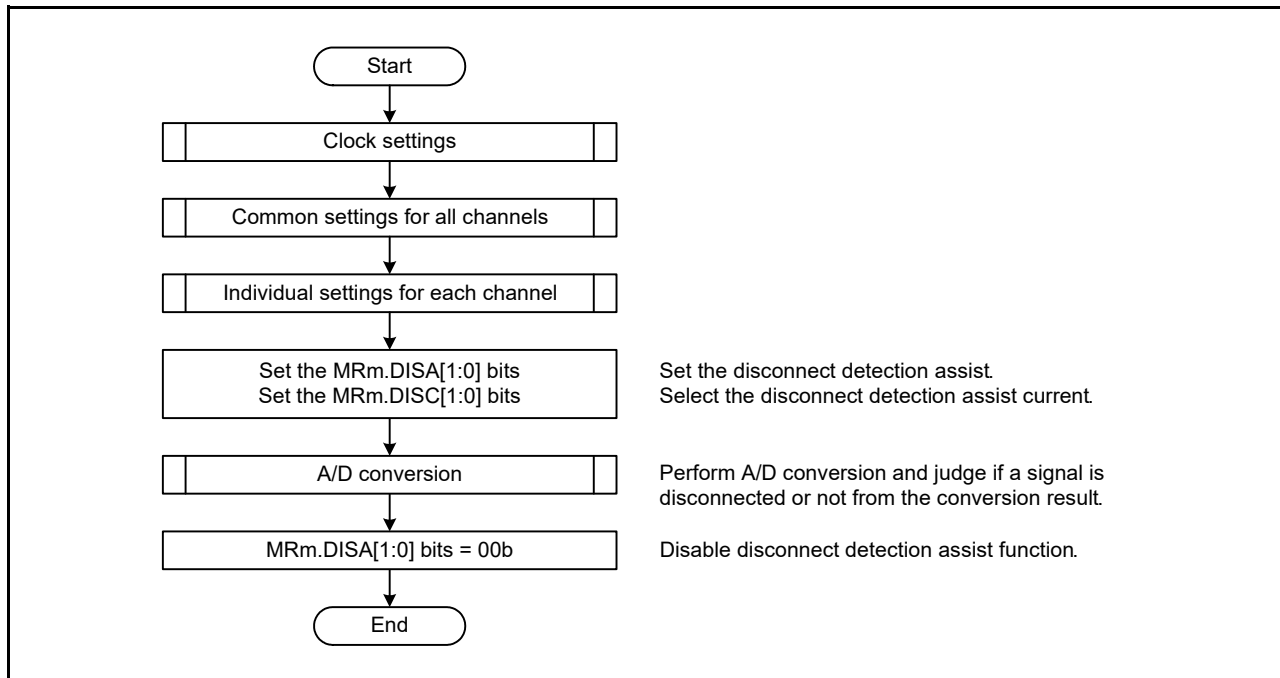 Start
Clock settings
Common settings for all channels
Individual settings for each channel
Set the MRm.DISA[1:0] bits
Set the MRm.DISC[1:0] bits
Set the disconnect detection assist.
Select the disconnect detection assist current.
A/D conversion
Perform A/D conversion and judge if a signal is
disconnected or not from the conversion result.
MRm.DISA[1:0] bits = 00b
Disable disconnect detection assist function.
End